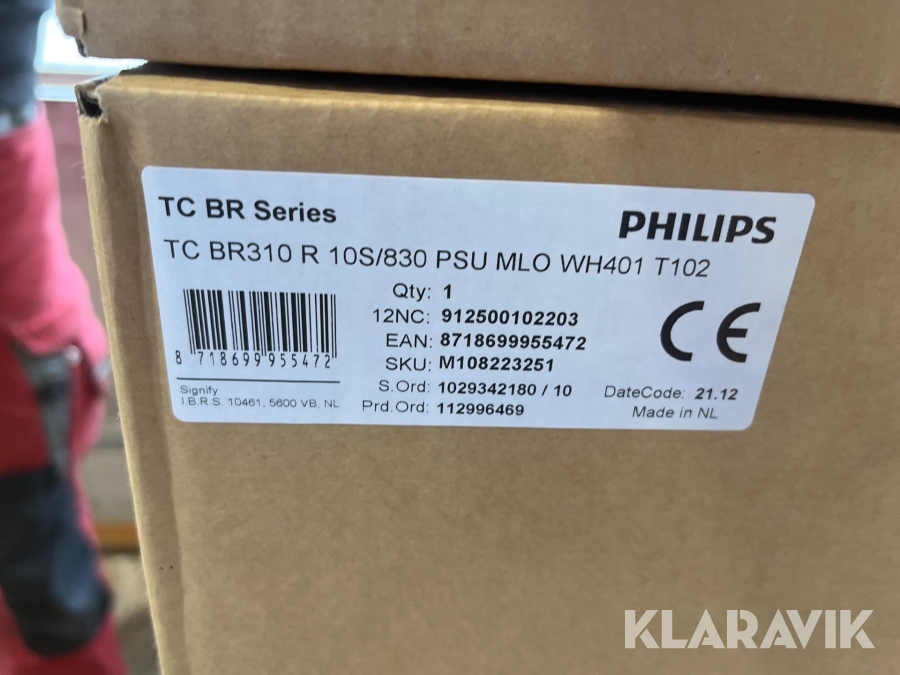 TC BR Series
PHILIPS
TC BR310 R 10S/830 PSU MLO WH401 T102
Qty: 1
12NC: 912500102203
EAN: 8718699955472
SKU: M108223251
S.Ord: 1029342180 / 10
Prd.Ord: 112996469
CE
8 718699 955472
Signify
I.B.R.S. 10461, 5600 VB, NL
DateCode: 21.12
Made in NL
KLARAVIK